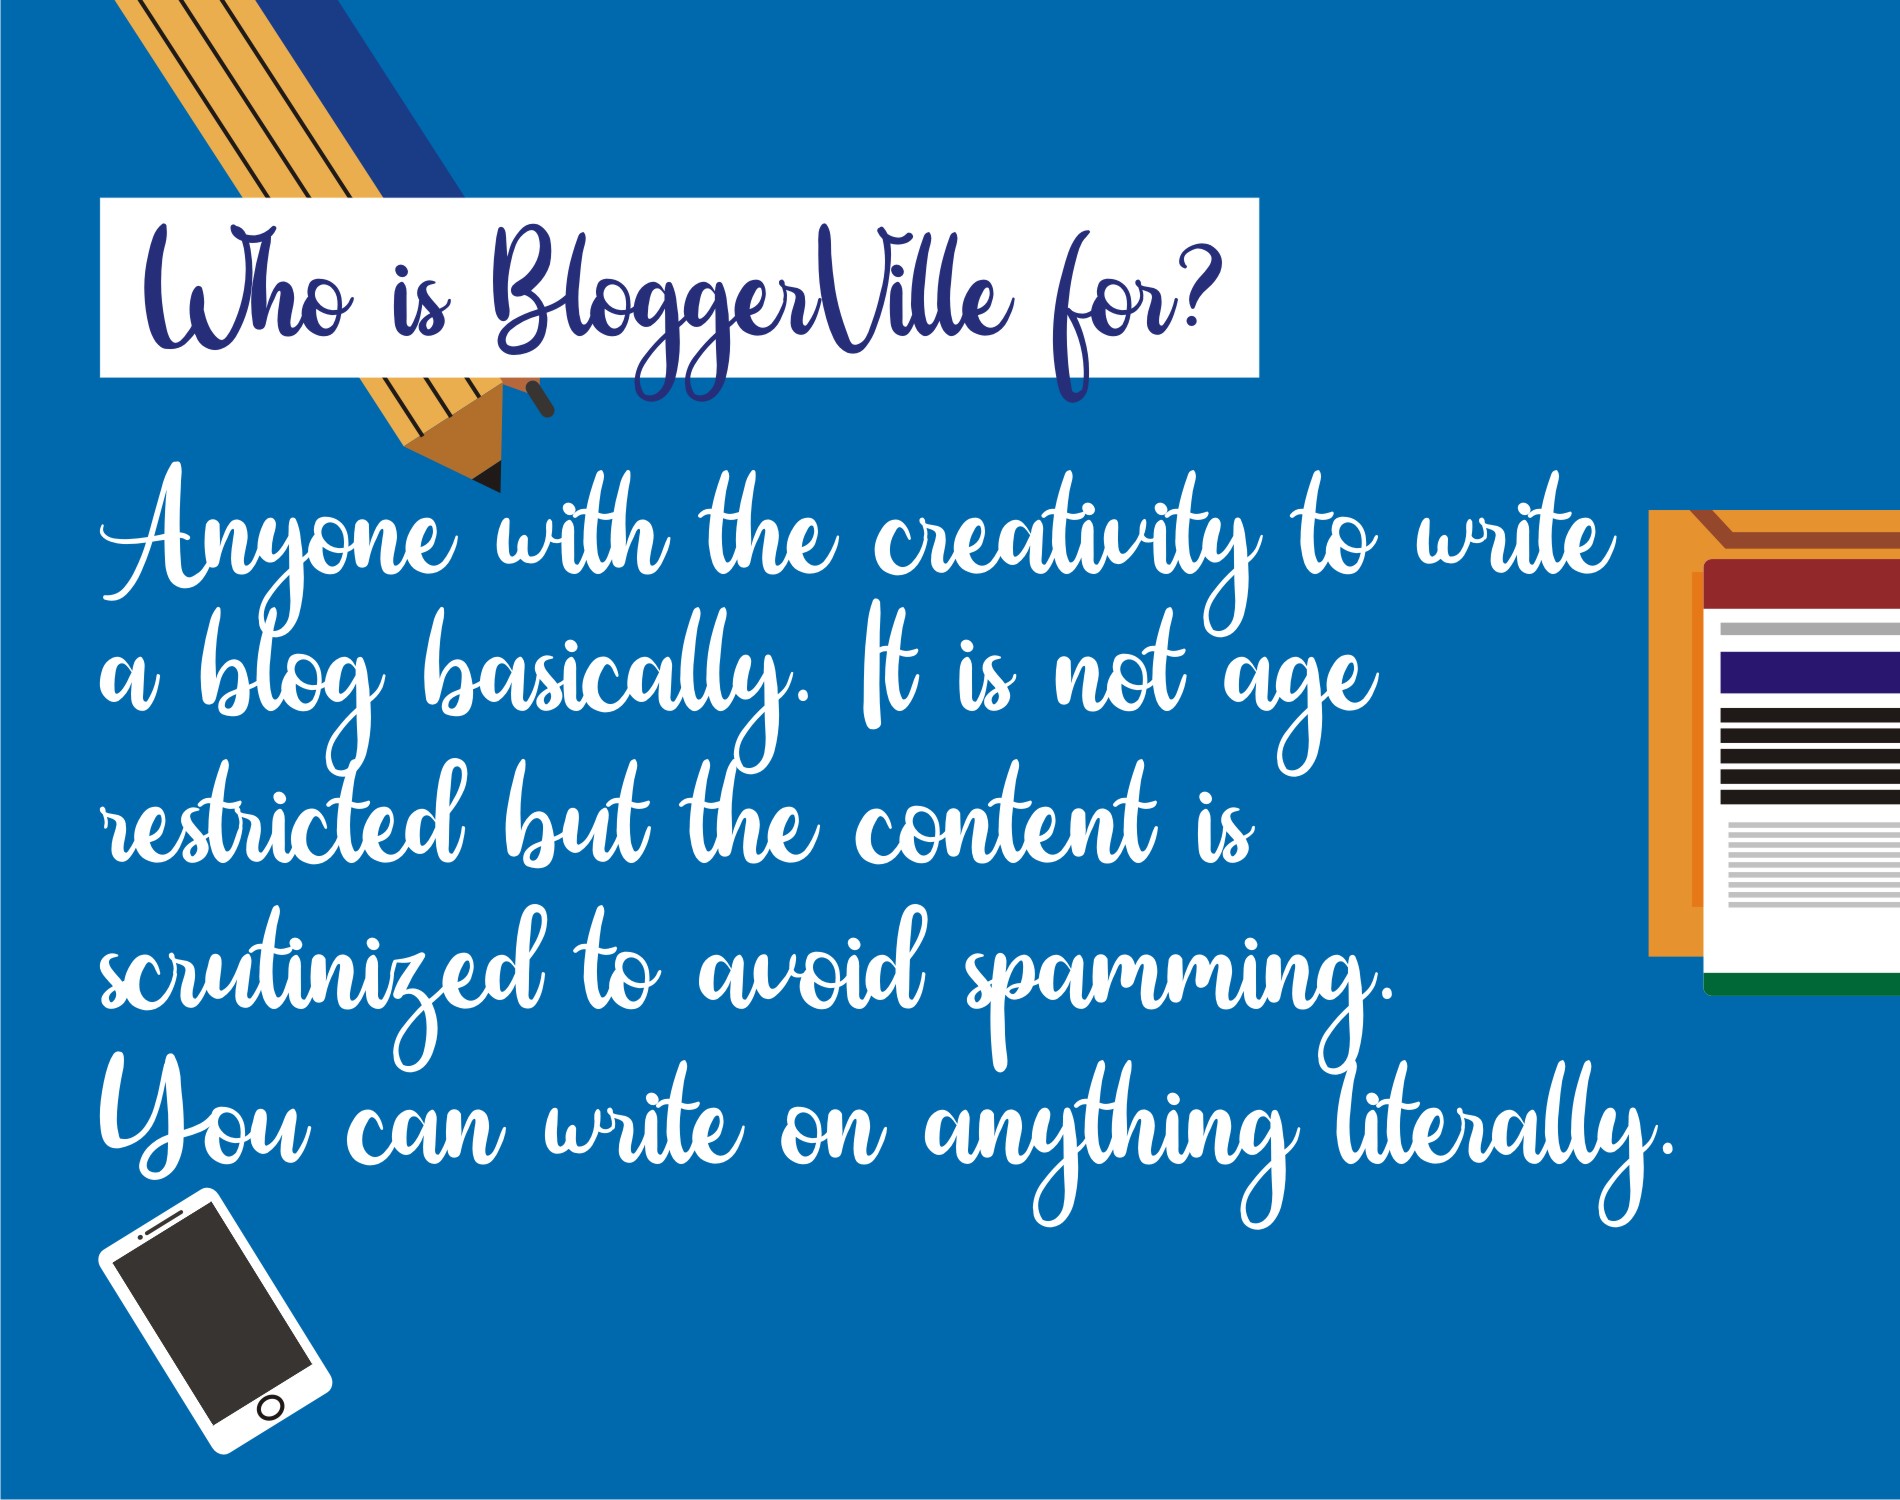 Who is BloggerVille for?
Anyone with the creativity to write
a blog basically. It is not age
restricted but the content is
scrutinized to avoid spamming.
You can write on anything literally.